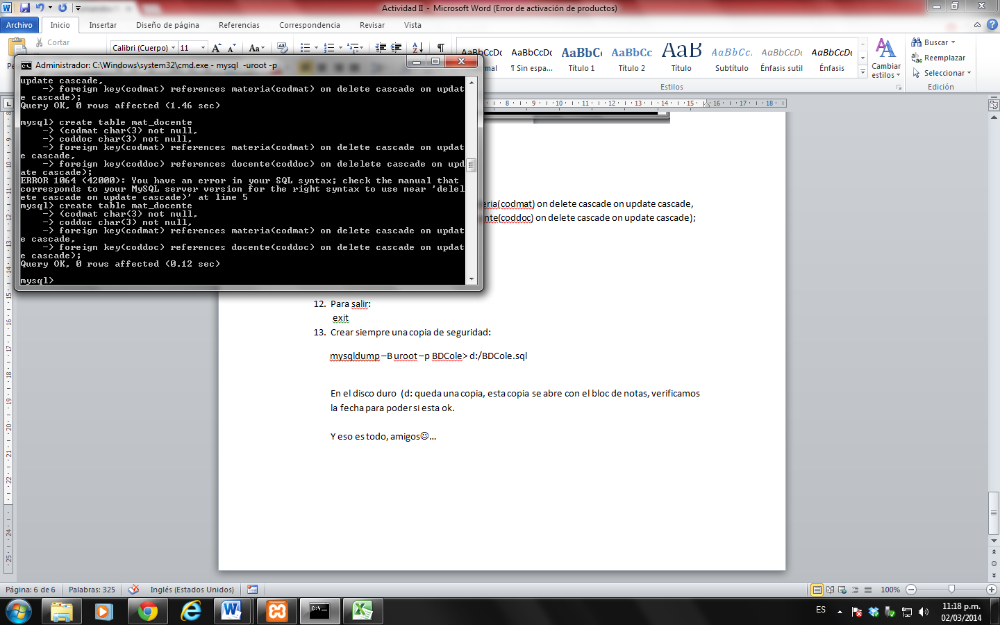 Actividad II - Microsoft Word (Error de activación de productos)
Archivo Inicio Insertar Diseño de página Referencias Correspondencia Revisar Vista
Cortar
Calibri (Cuerpo) 11
AaBbCcDc AaBbCcDc AaBbC AaBbCc AaB AaBbCc. AaBbCcDc AaBbCcDc
¶ Sin espa... Título 1 Título 2 Título Subtítulo Énfasis sutil Énfasis
Cambiar estilos
Buscar
Reemplazar
Seleccionar
Estilos
Edición
Administrador: C:\Windows\system32\cmd.exe - mysql -uroot -p
update cascade,
-> foreign key(codmat) references materia(codmat) on delete cascade on updat
e cascade);
Query OK, 0 rows affected (1.46 sec)
mysql> create table mat_docente
-> (codmat char(3) not null,
-> coddoc char(3) not null,
-> foreign key(codmat) references materia(codmat) on delete cascade on updat
e cascade,
-> foreign key(coddoc) references docente(coddoc) on delelete cascade on upd
ate cascade);
ERROR 1064 (42000): You have an error in your SQL syntax; check the manual that
corresponds to your MySQL server version for the right syntax to use near 'delel
ete cascade on update cascade)' at line 5
mysql> create table mat_docente
-> (codmat char(3) not null,
-> coddoc char(3) not null,
-> foreign key(codmat) references materia(codmat) on delete cascade on updat
e cascade,
-> foreign key(coddoc) references docente(coddoc) on delete cascade on updat
e cascade);
Query OK, 0 rows affected (0.12 sec)
mysql>
eria(codmat) on delete cascade on update cascade,
nte(coddoc) on delete cascade on update cascade);
12. Para salir:
exit
13. Crear siempre una copia de seguridad:
mysqldump –B uroot –p BDCole> d:/BDCole.sql
En el disco duro (d: queda una copia, esta copia se abre con el bloc de notas, verificamos
la fecha para poder si esta ok.
Y eso es todo, amigos☺...
Página: 6 de 6 Palabras: 325 Inglés (Estados Unidos) 100%
ES 11:18 p.m.
02/03/2014